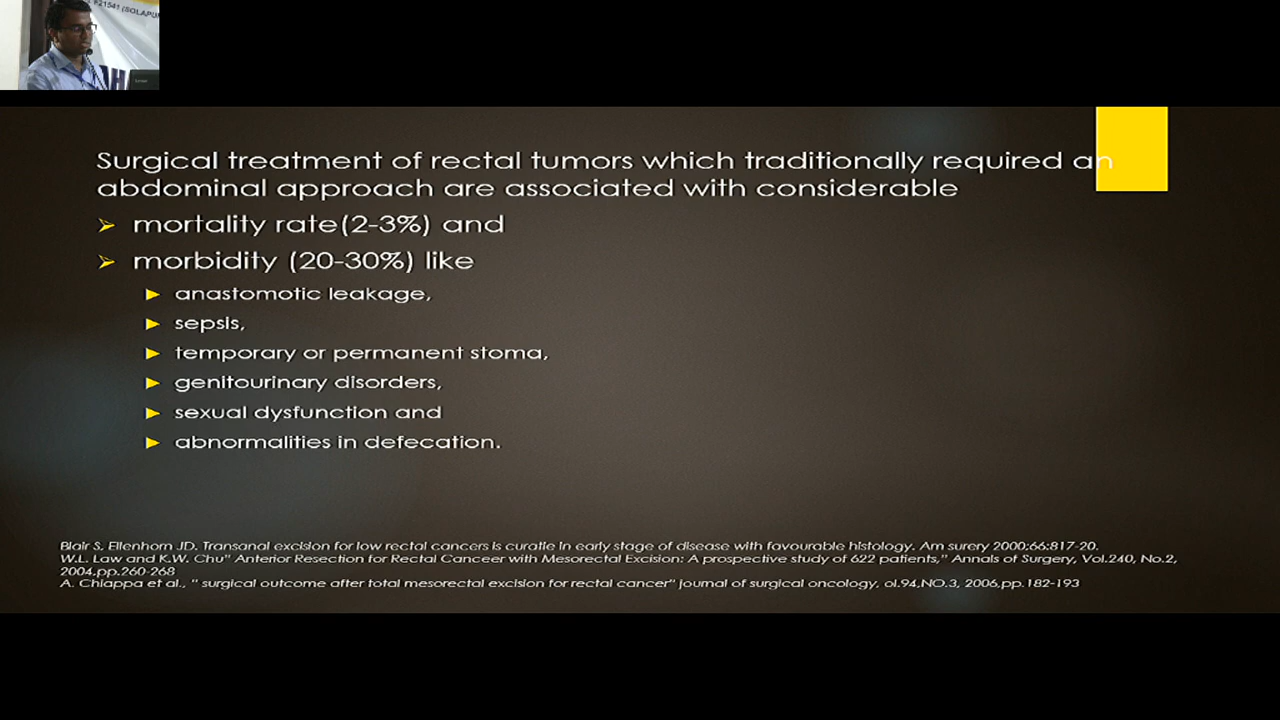 F21541 (SOLAPUR
Surgical treatment of rectal tumors which traditionally required an
abdominal approach are associated with considerable
mortality rate(2-3%) and
morbidity (20-30%) like
anastomotic leakage,
sepsis,
temporary or permanent stoma,
genitourinary disorders,
sexual dysfunction and
abnormalities in defecation.
Blair S, Ellenhorn JD. Transanal excision for low rectal cancers is curatie in early stage of disease with favourable histology. Am surery 2000;66:817-20.
W.L. Law and K.W. Chu" Anterior Resection for Rectal Canceer with Mesorectal Excision: A prospective study of 622 patients," Annals of Surgery, Vol.240, No.2,
2004,pp.260-268
A. Chiappa et al., " surgical outcome after total mesorectal excision for rectal cancer" journal of surgical oncology, ol.94,NO.3, 2006,pp.182-193